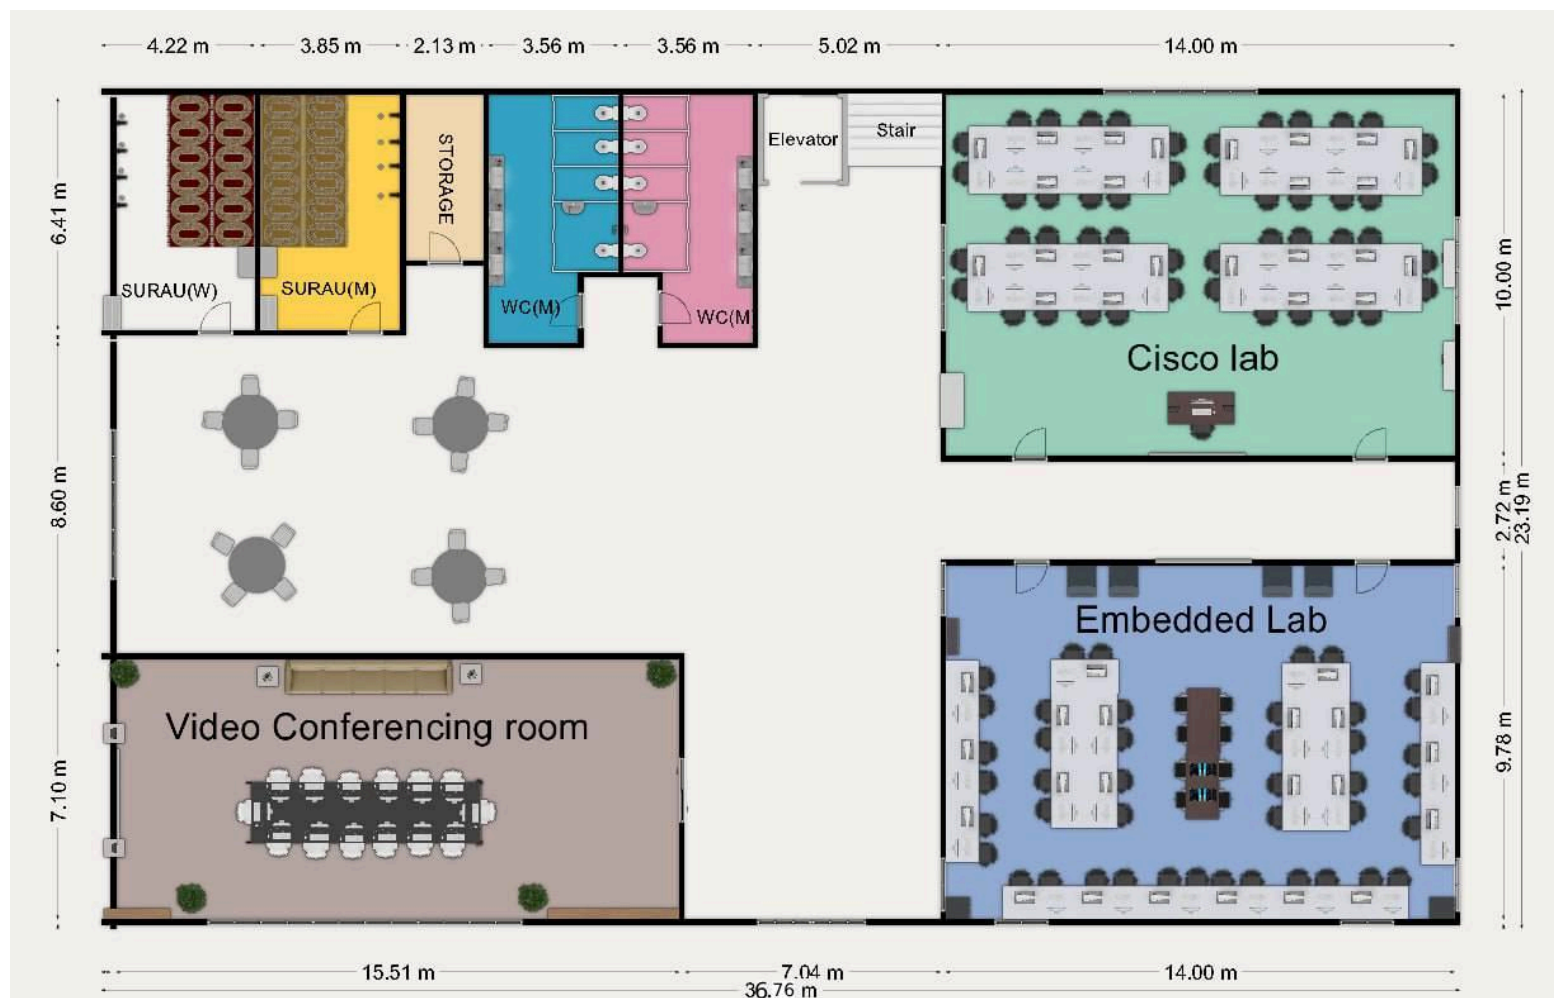 4.22 m 3.85 m 2.13 m 3.56 m 3.56 m 5.02 m 14.00 m
6.41 m
8.60 m
7.10 m
STORAGE
Elevator
Stair
SURAU(W)
SURAU(M)
WC(M)
WC(M
Cisco lab
Embedded Lab
Video Conferencing room
10.00 m
2.72 m
23.19 m
9.78 m
15.51 m 7.04 m 14.00 m
36.76 m